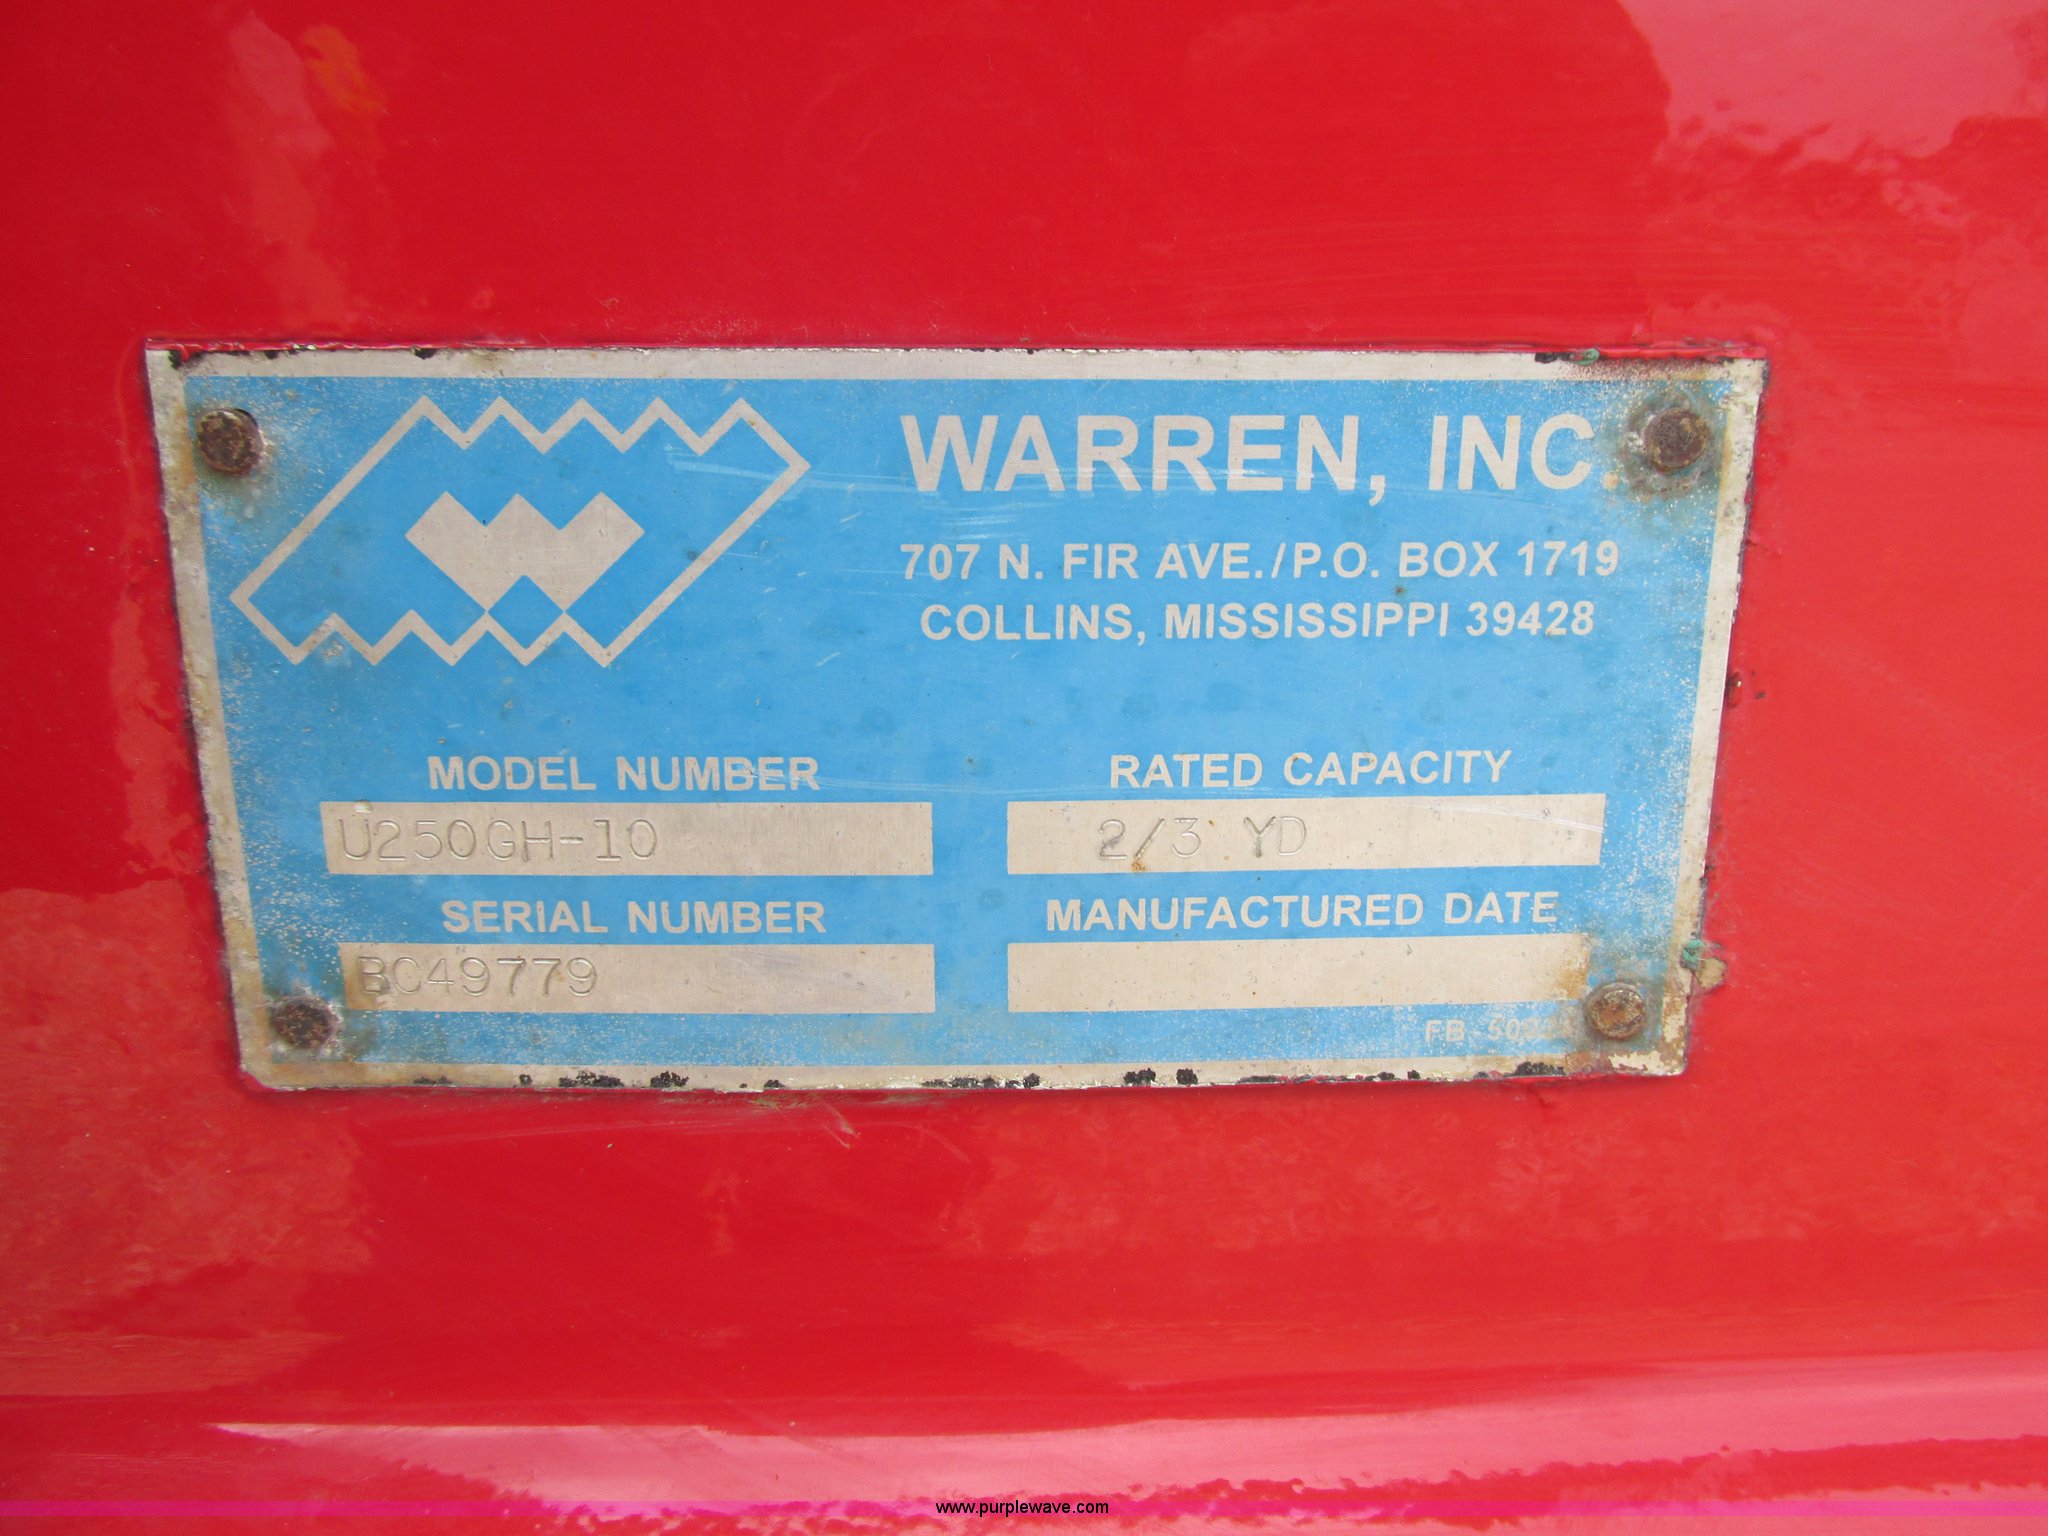 WARREN, INC.
707 N. FIR AVE./P.O. BOX 1719
COLLINS, MISSISSIPPI 39428
MODEL NUMBER
U250GH-10
RATED CAPACITY
2/3 YD
SERIAL NUMBER
BC49779
MANUFACTURED DATE
www.purplewave.com